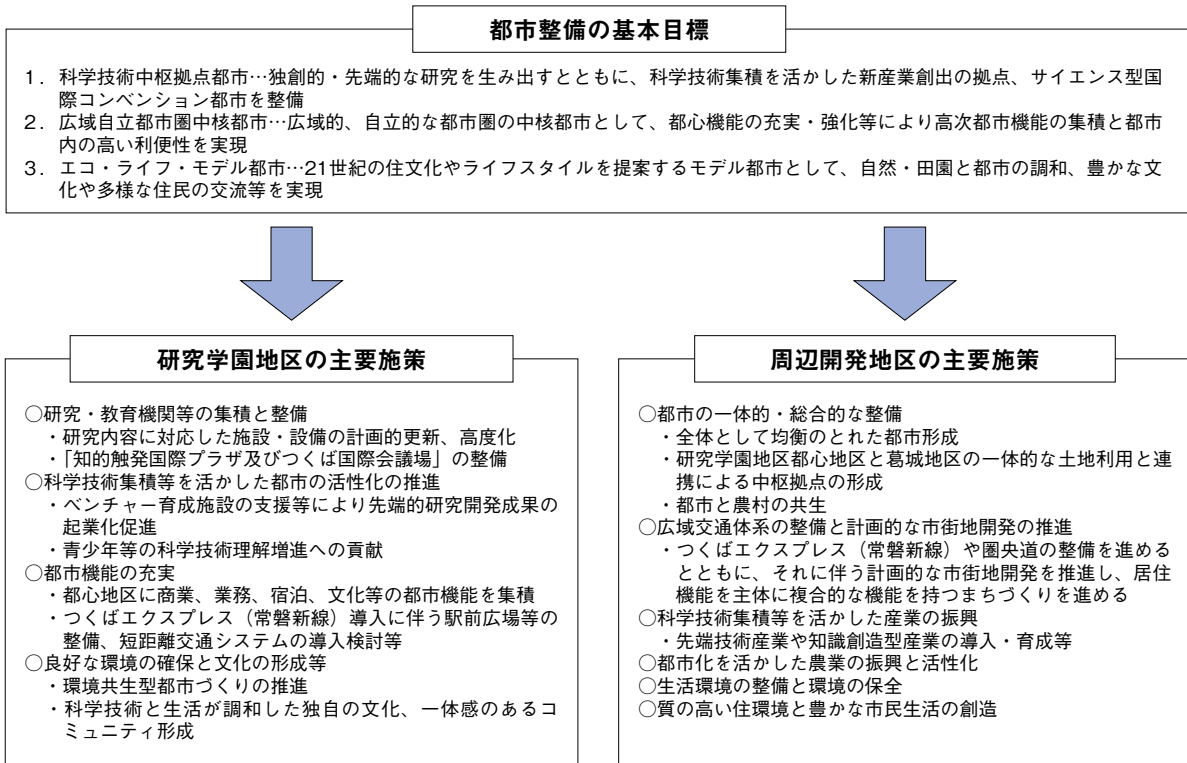 都市整備の基本目標
1. 科学技術中枢拠点都市…独創的・先端的な研究を生み出すとともに、科学技術集積を活かした新産業創出の拠点、サイエンス型国
際コンベンション都市を整備
2. 広域自立都市圏中核都市…広域的、自立的な都市圏の中核都市として、都心機能の充実・強化等により高次都市機能の集積と都市
内の高い利便性を実現
3. エコ・ライフ・モデル都市…21世紀の住文化やライフスタイルを提案するモデル都市として、自然・田園と都市の調和、豊かな文
化や多様な住民の交流等を実現
研究学園地区の主要施策
○研究・教育機関等の集積と整備
・研究内容に対応した施設・設備の計画的更新、高度化
・「知的触発国際プラザ及びつくば国際会議場」の整備
○科学技術集積等を活かした都市の活性化の推進
・ベンチャー育成施設の支援等により先端的研究開発成果の
起業化促進
・青少年等の科学技術理解増進への貢献
○都市機能の充実
・都心地区に商業、業務、宿泊、文化等の都市機能を集積
・つくばエクスプレス（常磐新線）導入に伴う駅前広場等の
整備、短距離交通システムの導入検討等
○良好な環境の確保と文化の形成等
・環境共生型都市づくりの推進
・科学技術と生活が調和した独自の文化、一体感のあるコ
ミュニティ形成
周辺開発地区の主要施策
○都市の一体的・総合的な整備
・全体として均衡のとれた都市形成
・研究学園地区都心地区と葛城地区の一体的な土地利用と連
携による中枢拠点の形成
・都市と農村の共生
○広域交通体系の整備と計画的な市街地開発の推進
・つくばエクスプレス（常磐新線）や圏央道の整備を進める
とともに、それに伴う計画的な市街地開発を推進し、居住
機能を主体に複合的な機能を持つまちづくりを進める
○科学技術集積等を活かした産業の振興
・先端技術産業や知識創造型産業の導入・育成等
○都市化を活かした農業の振興と活性化
○生活環境の整備と環境の保全
○質の高い住環境と豊かな市民生活の創造